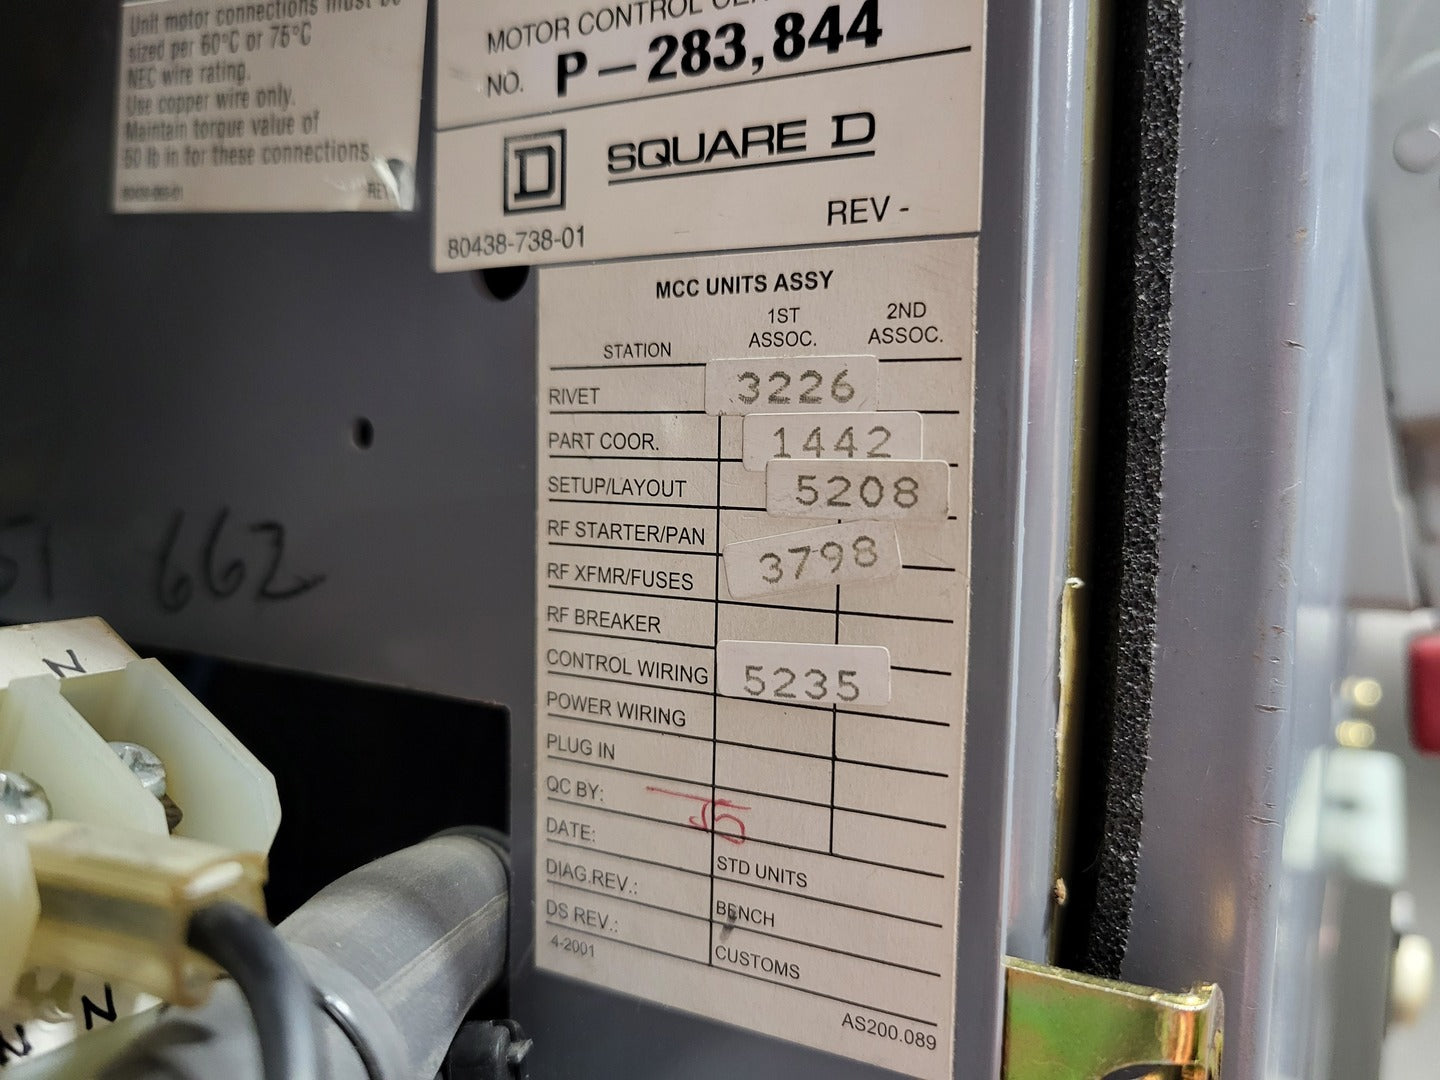 Unit motor connections must be
sized per 60°C or 75°C
NEC wire rating.
Use copper wire only.
Maintain torque value of
50 lb in for these connections.
REV
MOTOR CONTROL
NO. P-283,844
D SQUARE D
REV -
80438-738-01
MCC UNITS ASSY
STATION 1ST ASSOC. 2ND ASSOC.
RIVET 3226
PART COOR. 1442
SETUP/LAYOUT 5208
RF STARTER/PAN
RF XFMR/FUSES 3798
RF BREAKER
CONTROL WIRING 5235
POWER WIRING
PLUG IN
QC BY:
DATE:
STD UNITS
DIAG.REV.:
BENCH
DS REV.:
CUSTOMS
4-2001
AS200.089
51 662
N
N
N